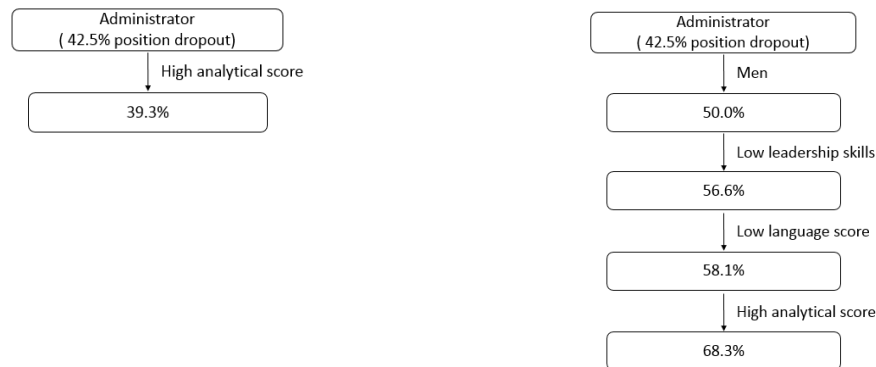 Administrator
( 42.5% position dropout)
High analytical score
39.3%
Administrator
( 42.5% position dropout)
Men
50.0%
Low leadership skills
56.6%
Low language score
58.1%
High analytical score
68.3%